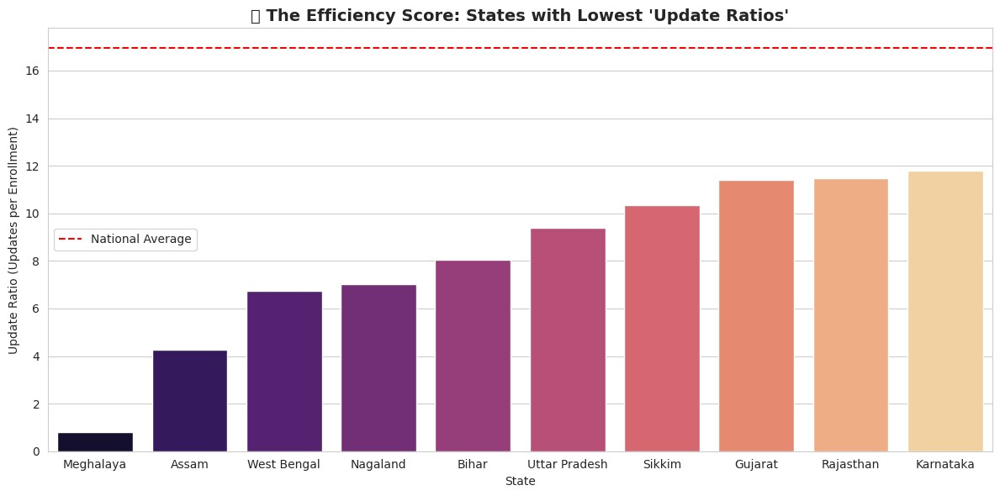 The Efficiency Score: States with Lowest 'Update Ratios'
Update Ratio (Updates per Enrollment)
16
14
12
10
8
6
4
2
0
National Average
Meghalaya Assam West Bengal Nagaland Bihar Uttar Pradesh Sikkim Gujarat Rajasthan Karnataka
State